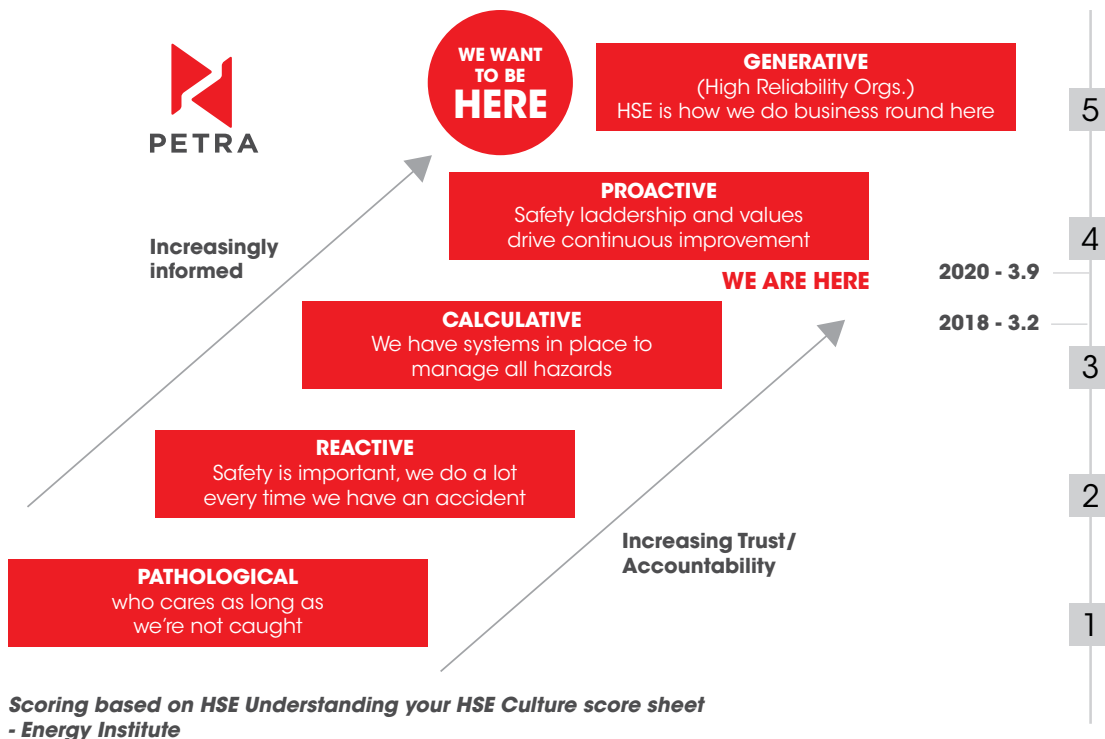 PETRA
WE WANT
TO BE
HERE
GENERATIVE
(High Reliability Orgs.)
HSE is how we do business round here
5
PROACTIVE
Safety laddership and values
drive continuous improvement
4
Increasingly
informed
WE ARE HERE
2020 - 3.9
2018 - 3.2
CALCULATIVE
We have systems in place to
manage all hazards
3
REACTIVE
Safety is important, we do a lot
every time we have an accident
2
Increasing Trust/
Accountability
PATHOLOGICAL
who cares as long as
we're not caught
1
Scoring based on HSE Understanding your HSE Culture score sheet
- Energy Institute